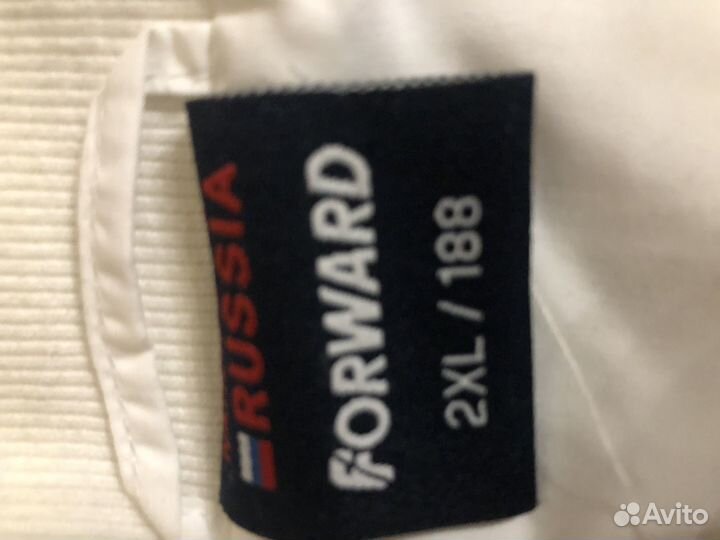 RUSSIA
FORWARD
2XL / 188
Avito